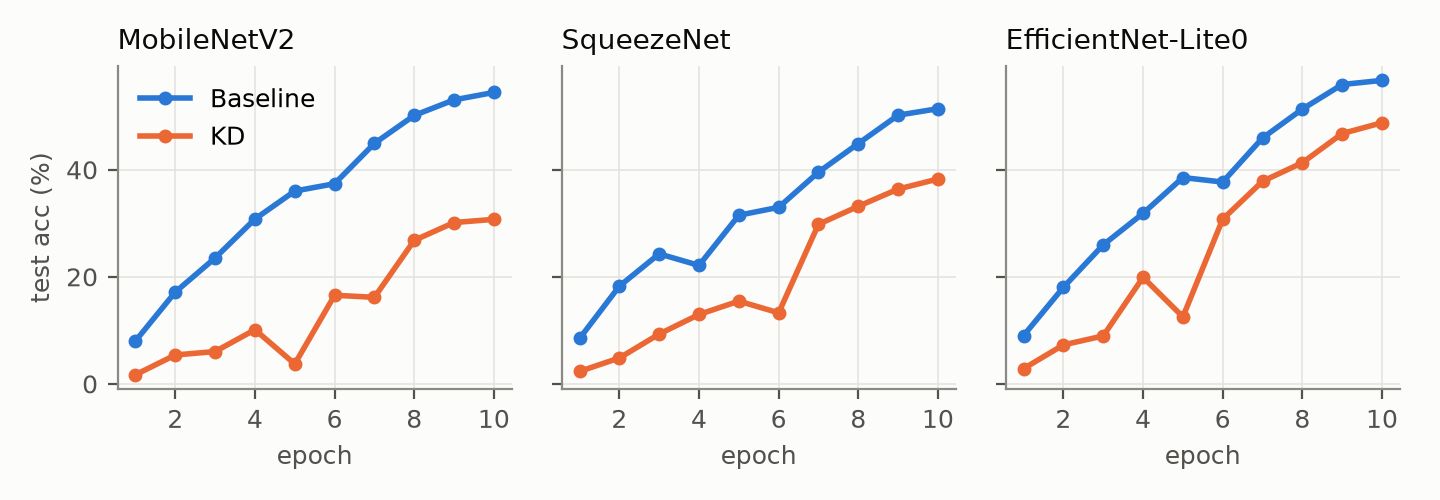 MobileNetV2
SqueezeNet
EfficientNet-Lite0
Baseline
KD
test acc (%)
40
20
0
2 4 6 8 10
2 4 6 8 10
2 4 6 8 10
epoch
epoch
epoch